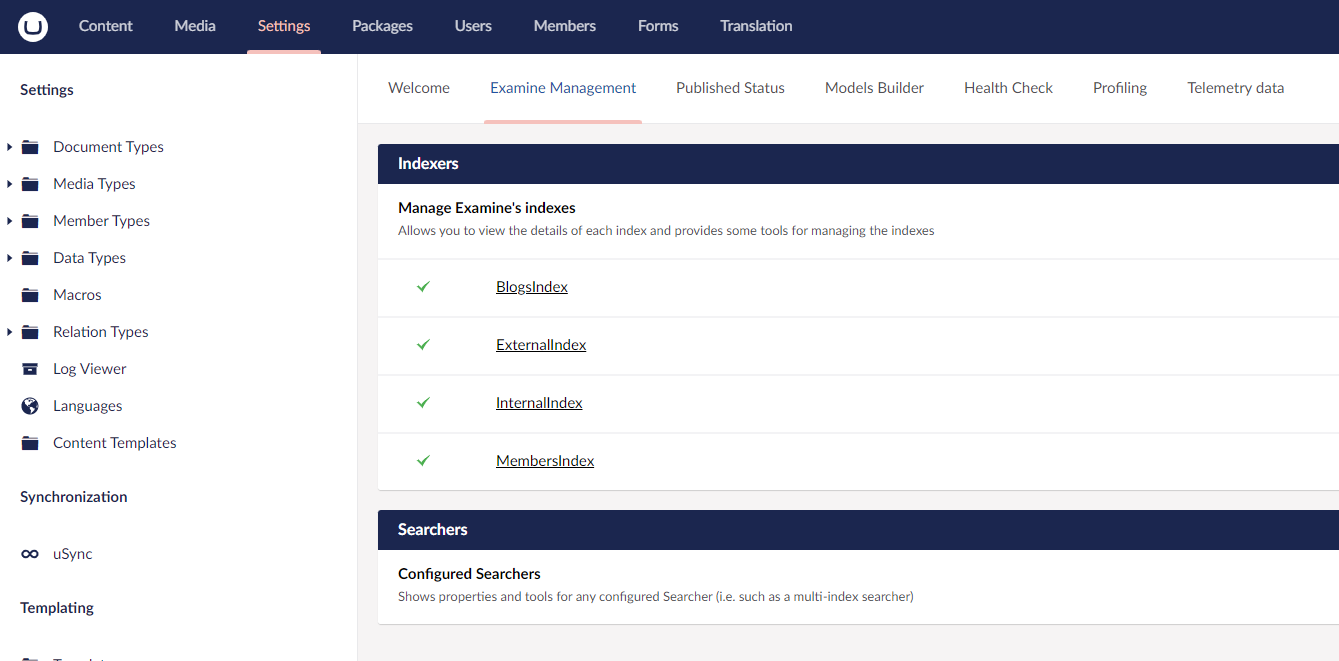 Content Media Settings Packages Users Members Forms Translation
Settings
Document Types
Media Types
Member Types
Data Types
Macros
Relation Types
Log Viewer
Languages
Content Templates
Synchronization
uSync
Templating
Welcome Examine Management Published Status Models Builder Health Check Profiling Telemetry data
Indexers
Manage Examine's indexes
Allows you to view the details of each index and provides some tools for managing the indexes
BlogsIndex
ExternalIndex
InternalIndex
MembersIndex
Searchers
Configured Searchers
Shows properties and tools for any configured Searcher (i.e. such as a multi-index searcher)